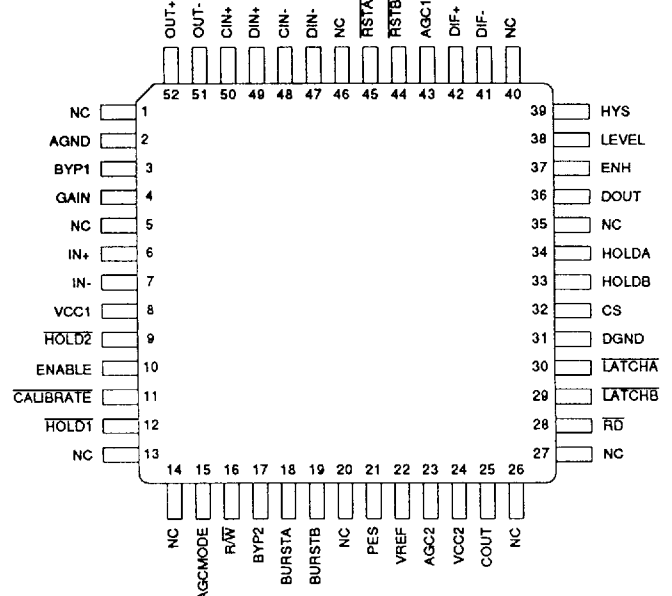 OUT+ OUT- CIN+ DIN+ CIN- DIN- NC RSTA RSTB AGC1 DIF+ DIF- NC
52 51 50 49 48 47 46 45 44 43 42 41 40
NC 1 39 HYS
AGND 2 38 LEVEL
BYP1 3 37 ENH
GAIN 4 36 DOUT
NC 5 35 NC
IN+ 6 34 HOLDA
IN- 7 33 HOLDB
VCC1 8 32 CS
HOLD2 9 31 DGND
ENABLE 10 30 LATCHA
CALIBRATE 11 29 LATCHB
HOLD1 12 28 RD
NC 13 27 NC
14 15 16 17 18 19 20 21 22 23 24 25 26
NC AGCMODE R/W BYP2 BURSTA BURSTB NC PES VREF AGC2 VCC2 COUT NC